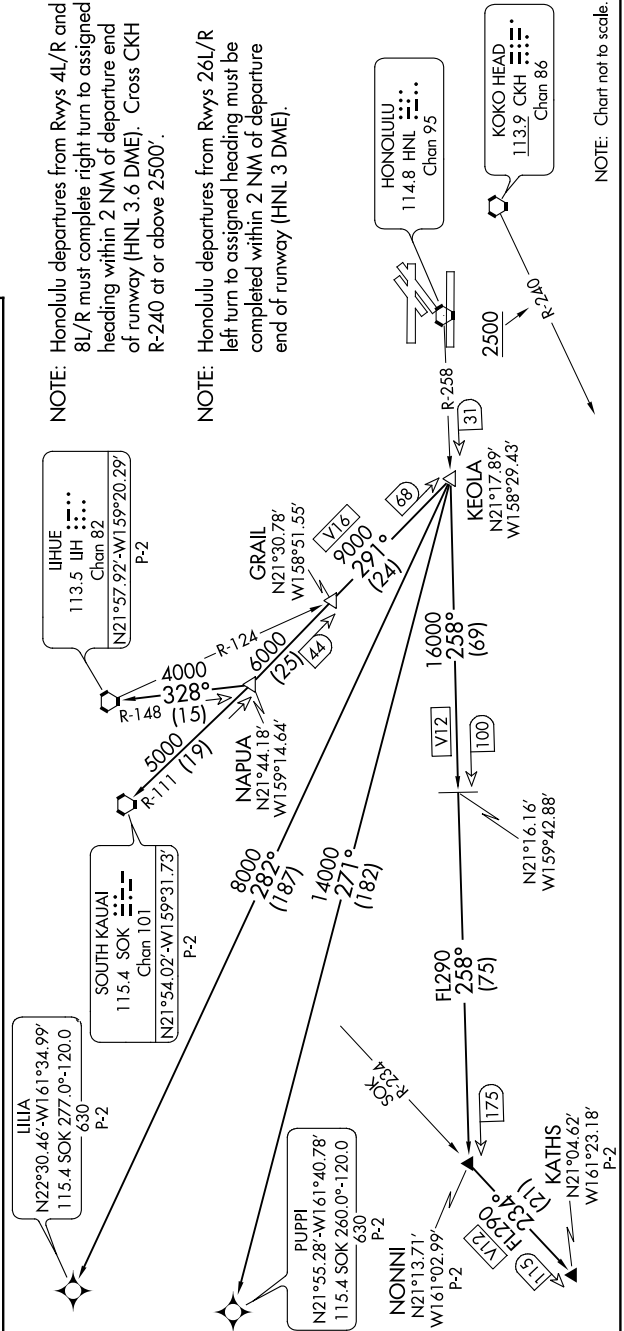 NOTE: Honolulu departures from Rwys 4L/R and
8L/R must complete right turn to assigned
heading within 2 NM of departure end
of runway (HNL 3.6 DME). Cross CKH
R-240 at or above 2500'.
NOTE: Honolulu departures from Rwys 26L/R
left turn to assigned heading must be
completed within 2 NM of departure
end of runway (HNL 3 DME).
LIHUE
113.5 LIH
Chan 82
N21°57.92'-W159°20.29'
P-2
SOUTH KAUAI
115.4 SOK
Chan 101
N21°54.02'-W159°31.73'
P-2
LILIA
N22°30.46'-W161°34.99'
115.4 SOK 277.0°-120.0
630
P-2
PUPPI
N21°55.28'-W161°40.78'
115.4 SOK 260.0°-120.0
630
P-2
HONOLULU
114.8 HNL
Chan 95
KOKO HEAD
113.9 CKH
Chan 86
R-240
2500
R-258
31
KEOLA
N21°17.89'
W158°29.43'
68
V16
9000
291°
(24)
GRAIL
N21°30.78'
W158°51.55'
R-124
6000
(25)
44
4000
328°
(15)
R-148
NAPUA
N21°44.18'
W159°14.64'
5000
(19)
R-111
8000
282°
(187)
14000
271°
(182)
16000
258°
(69)
V12
100
N21°16.16'
W159°42.88'
FL290
258°
(75)
SOK
R-234
175
NONNI
N21°13.71'
W161°02.99'
P-2
FL290
234°
(21)
V12
115
KATHS
N21°04.62'
W161°23.18'
P-2
NOTE: Chart not to scale.